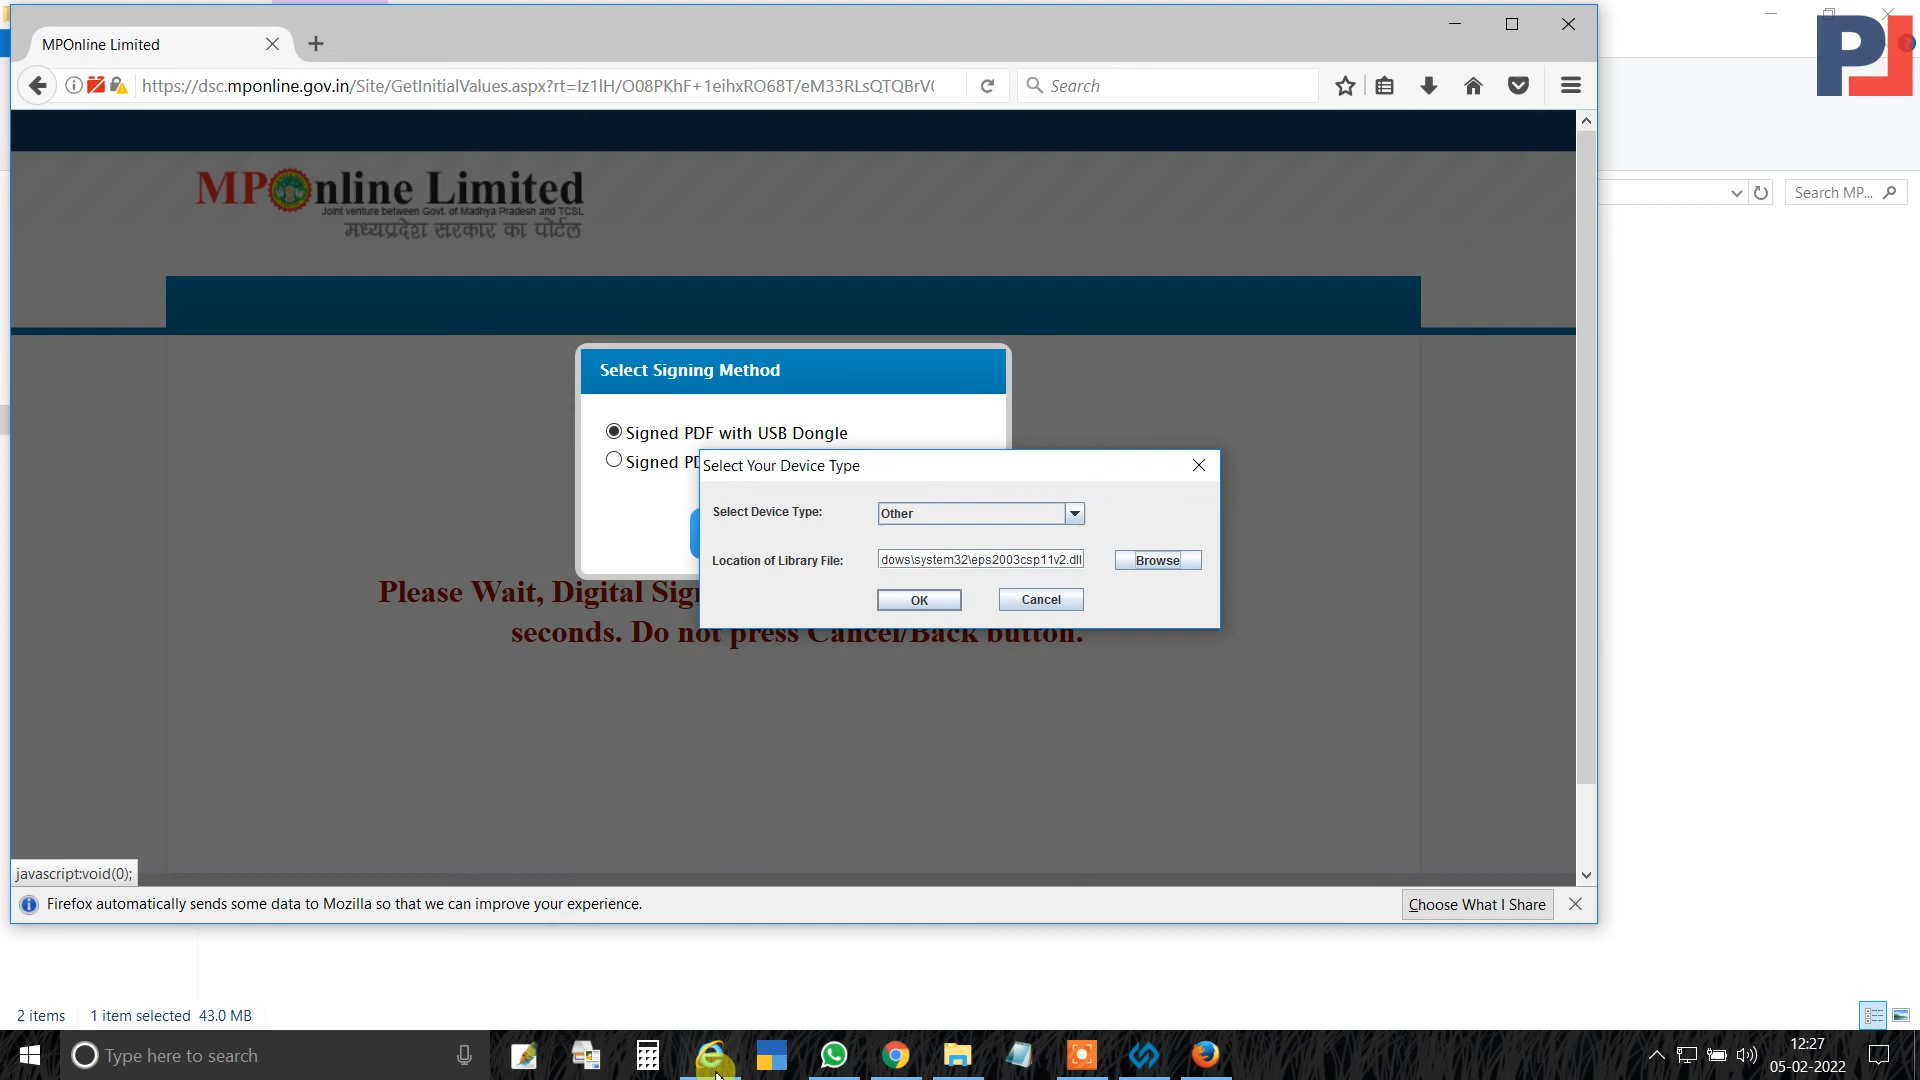 MPOnline Limited
https://dsc.mponline.gov.in/Site/GetInitialValues.aspx?rt=Iz1lH/O08PKhF+1eihxRO68T/eM33RLsQTQBrV(
Search
Search MP...
MPOnline Limited
Joint venture between Govt. of Madhya Pradesh and TCSL
मध्यप्रदेश सरकार का पोर्टल
Select Signing Method
Signed PDF with USB Dongle
Signed PD
Select Your Device Type
Select Device Type:
Other
Location of Library File:
dows\system32\eps2003csp11v2.dll
Browse
OK
Cancel
Please Wait, Digital Sig
seconds. Do not press Cancel/Back button.
javascript:void(0);
Firefox automatically sends some data to Mozilla so that we can improve your experience.
Choose What I Share
2 items
1 item selected 43.0 MB
Type here to search
12:27
05-02-2022